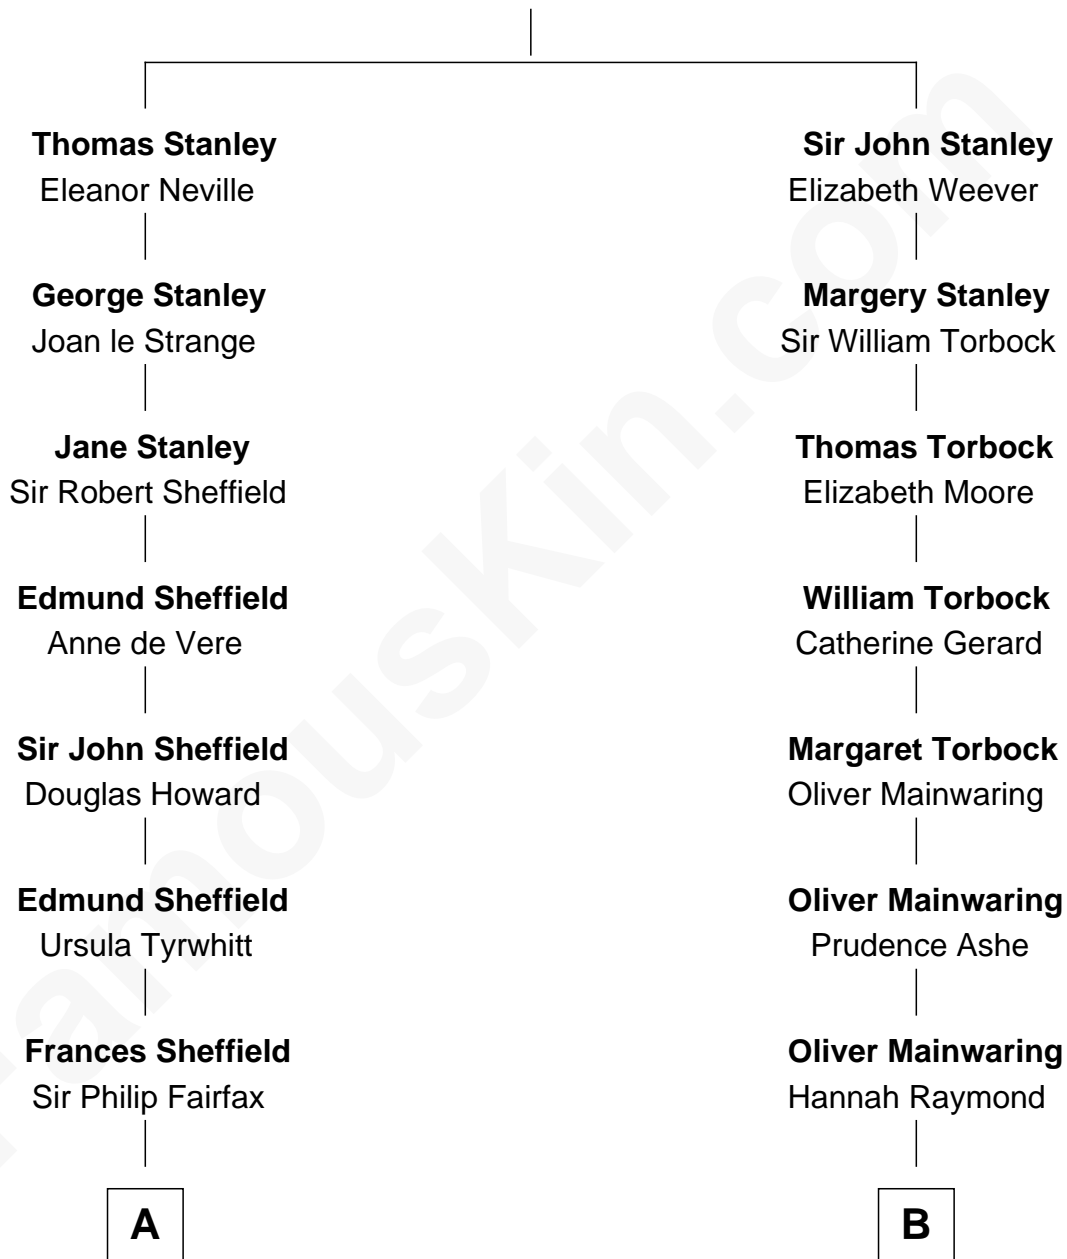 Thomas Stanley
Eleanor Neville
George Stanley
Joan le Strange
Jane Stanley
Sir Robert Sheffield
Edmund Sheffield
Anne de Vere
Sir John Sheffield
Douglas Howard
Edmund Sheffield
Ursula Tyrwhitt
Frances Sheffield
Sir Philip Fairfax
A
Sir John Stanley
Elizabeth Weever
Margery Stanley
Sir William Torbock
Thomas Torbock
Elizabeth Moore
William Torbock
Catherine Gerard
Margaret Torbock
Oliver Mainwaring
Oliver Mainwaring
Prudence Ashe
Oliver Mainwaring
Hannah Raymond
B
FamousKin.com